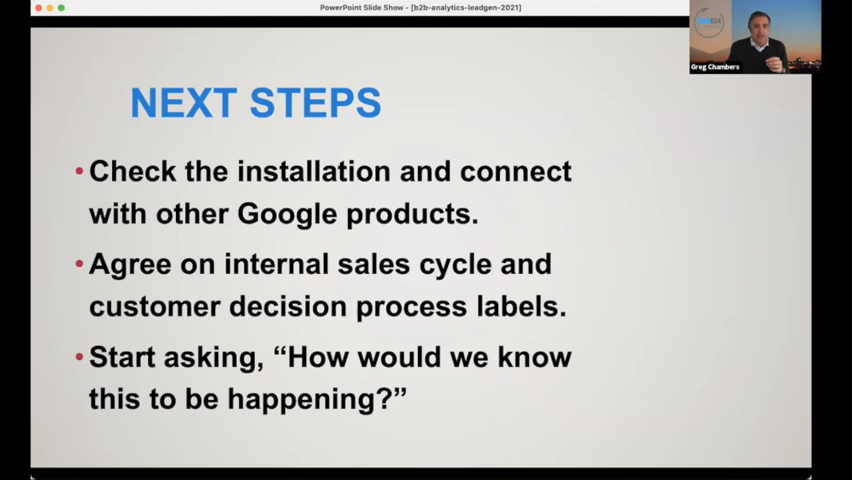 PowerPoint Slide Show - [b2b-analytics-leadgen-2021]
Greg Chambers
NEXT STEPS
•Check the installation and connect
with other Google products.
•Agree on internal sales cycle and
customer decision process labels.
•Start asking, “How would we know
this to be happening?”